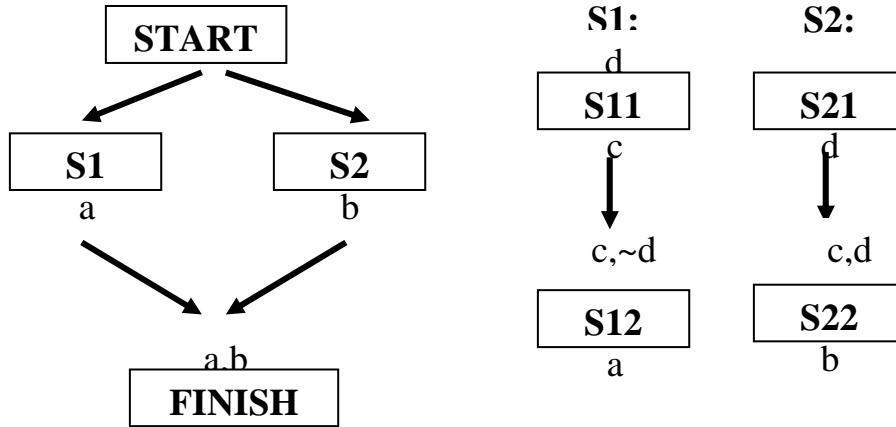 START
S1
a
S2
b
a,b
FINISH
S1:
d
S11
c
c,~d
S12
a
S2:
S21
d
c,d
S22
b